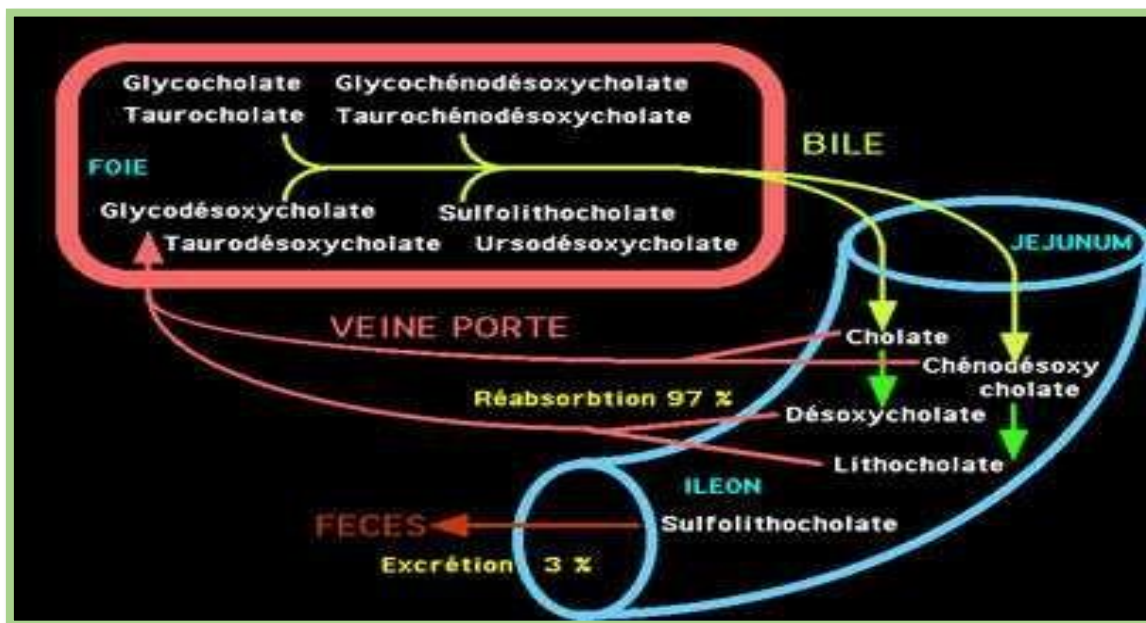 Glycocholate Glycochénodésoxycholate
Taurocholate Taurochénodésoxycholate
BILE
FOIE
Glycodésoxycholate Sulfolithocholate
Taurodésoxycholate Ursodésoxycholate
JEJUNUM
VEINE PORTE
Cholate
Chénodésoxy
cholate
Réabsorbtion 97 %
Désoxycholate
Lithocholate
ILEON
FECES
Sulfolithocholate
Excrétion 3 %